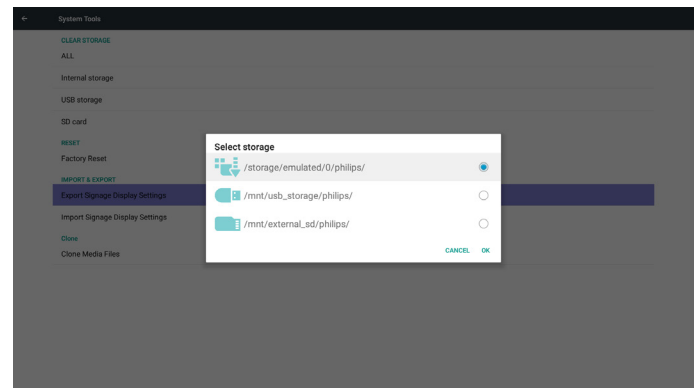 System Tools
CLEAR STORAGE
ALL
Internal storage
USB storage
SD card
RESET
Factory Reset
IMPORT & EXPORT
Export Signage Display Settings
Import Signage Display Settings
Clone
Clone Media Files
Select storage
/storage/emulated/0/philips/
/mnt/usb_storage/philips/
/mnt/external_sd/philips/
CANCEL OK